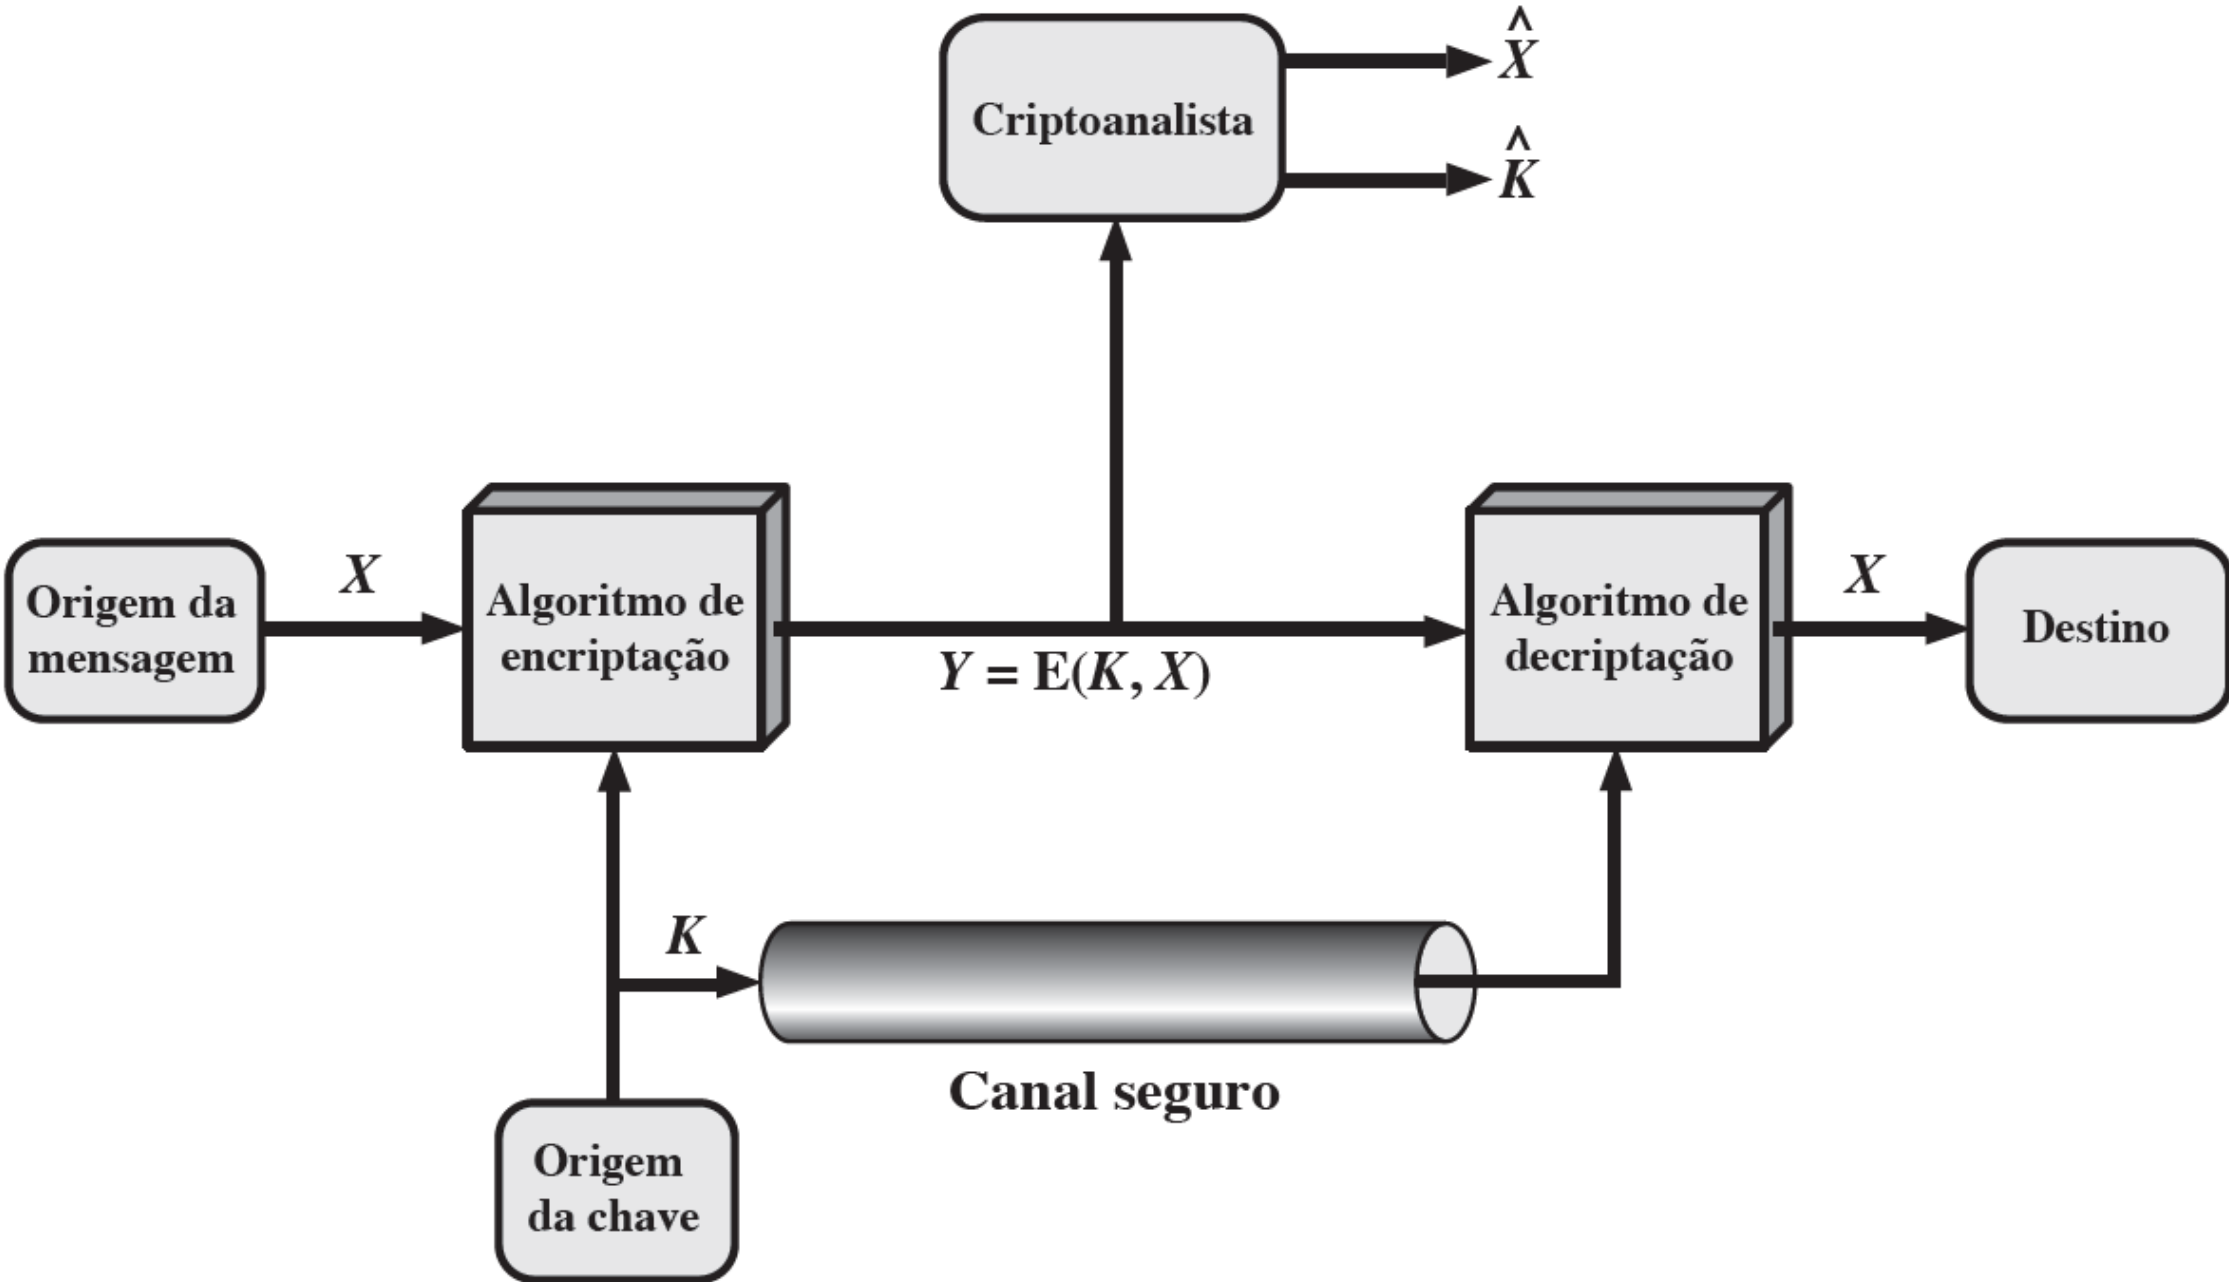 X̂
Criptoanalista
K̂
X
X
Origem da
mensagem
Algoritmo de
encriptação
Y = E(K, X)
Algoritmo de
decriptação
Destino
K
Canal seguro
Origem
da chave